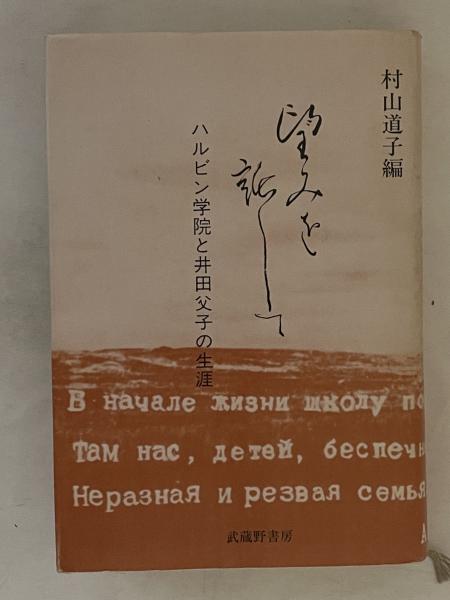 村山道子編
望みを
託して
ハルビン学院と井田父子の生涯
В начале жизни школу по
Там нас, детей, беспечн
Неразная и резвая семья
А
武蔵野書房